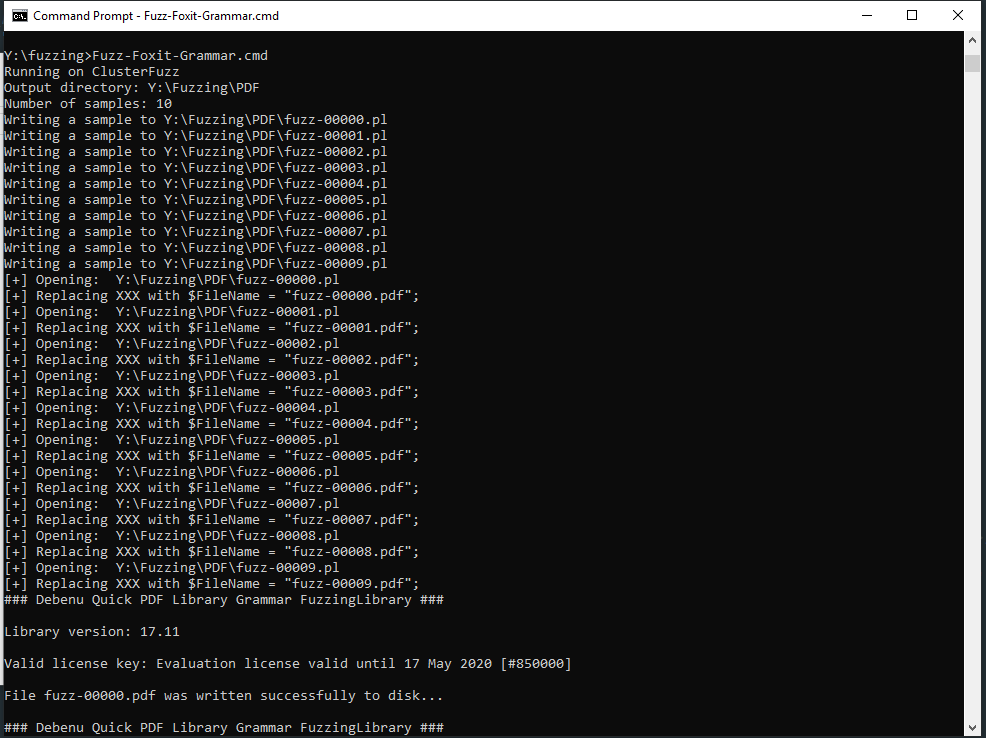 Command Prompt - Fuzz-Foxit-Grammar.cmd
Y:\fuzzing>Fuzz-Foxit-Grammar.cmd
Running on ClusterFuzz
Output directory: Y:\Fuzzing\PDF
Number of samples: 10
Writing a sample to Y:\Fuzzing\PDF\fuzz-00000.pl
Writing a sample to Y:\Fuzzing\PDF\fuzz-00001.pl
Writing a sample to Y:\Fuzzing\PDF\fuzz-00002.pl
Writing a sample to Y:\Fuzzing\PDF\fuzz-00003.pl
Writing a sample to Y:\Fuzzing\PDF\fuzz-00004.pl
Writing a sample to Y:\Fuzzing\PDF\fuzz-00005.pl
Writing a sample to Y:\Fuzzing\PDF\fuzz-00006.pl
Writing a sample to Y:\Fuzzing\PDF\fuzz-00007.pl
Writing a sample to Y:\Fuzzing\PDF\fuzz-00008.pl
Writing a sample to Y:\Fuzzing\PDF\fuzz-00009.pl
[+] Opening:  Y:\Fuzzing\PDF\fuzz-00000.pl
[+] Replacing XXX with $FileName = "fuzz-00000.pdf";
[+] Opening:  Y:\Fuzzing\PDF\fuzz-00001.pl
[+] Replacing XXX with $FileName = "fuzz-00001.pdf";
[+] Opening:  Y:\Fuzzing\PDF\fuzz-00002.pl
[+] Replacing XXX with $FileName = "fuzz-00002.pdf";
[+] Opening:  Y:\Fuzzing\PDF\fuzz-00003.pl
[+] Replacing XXX with $FileName = "fuzz-00003.pdf";
[+] Opening:  Y:\Fuzzing\PDF\fuzz-00004.pl
[+] Replacing XXX with $FileName = "fuzz-00004.pdf";
[+] Opening:  Y:\Fuzzing\PDF\fuzz-00005.pl
[+] Replacing XXX with $FileName = "fuzz-00005.pdf";
[+] Opening:  Y:\Fuzzing\PDF\fuzz-00006.pl
[+] Replacing XXX with $FileName = "fuzz-00006.pdf";
[+] Opening:  Y:\Fuzzing\PDF\fuzz-00007.pl
[+] Replacing XXX with $FileName = "fuzz-00007.pdf";
[+] Opening:  Y:\Fuzzing\PDF\fuzz-00008.pl
[+] Replacing XXX with $FileName = "fuzz-00008.pdf";
[+] Opening:  Y:\Fuzzing\PDF\fuzz-00009.pl
[+] Replacing XXX with $FileName = "fuzz-00009.pdf";
### Debenu Quick PDF Library Grammar FuzzingLibrary ###
Library version: 17.11
Valid license key: Evaluation license valid until 17 May 2020 [#850000]
File fuzz-00000.pdf was written successfully to disk...
### Debenu Quick PDF Library Grammar FuzzingLibrary ###